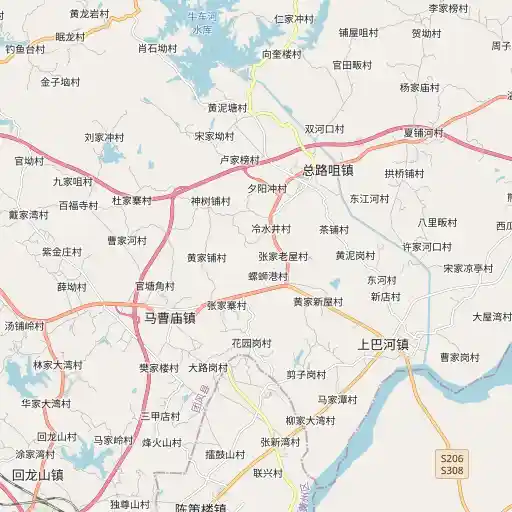 黄龙岩村
牛车河
水库
仁家冲村
李家榜村
铺屋咀村
贺坳村
眠龙村
肖石坳村
钓鱼台村
向奎楼村
周子
官田畈村
金子垴村
杨家庙村
黄泥塘村
刘家冲村
宋家坳村
双河口村
夏铺河村
官坳村
卢家榜村
总路咀镇
拱桥铺村
九家咀村
夕阳冲村
杜家寨村
神树铺村
东江河村
百福寺村
戴家湾村
八里畈村
西瓜
冷水井村
茶铺村
曹家河村
许家河口村
紫金庄村
黄家铺村
张家老屋村
黄泥岗村
宋家凉亭村
螺蛳港村
东河村
薛坳村
官塘角村
新店村
张家寨村
黄家新屋村
马曹庙镇
大屋湾村
汤铺岭村
花园岗村
上巴河镇
曹家岗村
林家大湾村
樊家楼村
大路岗村
剪子岗村
团风县
华家大湾村
马家潭村
三甲店村
柳家大湾村
回龙山村
马家岭村
烽火山村
张新湾村
涂家湾村
擂鼓山村
S206
S308
回龙山镇
联兴村
独尊山村
陈策楼镇
黄州区